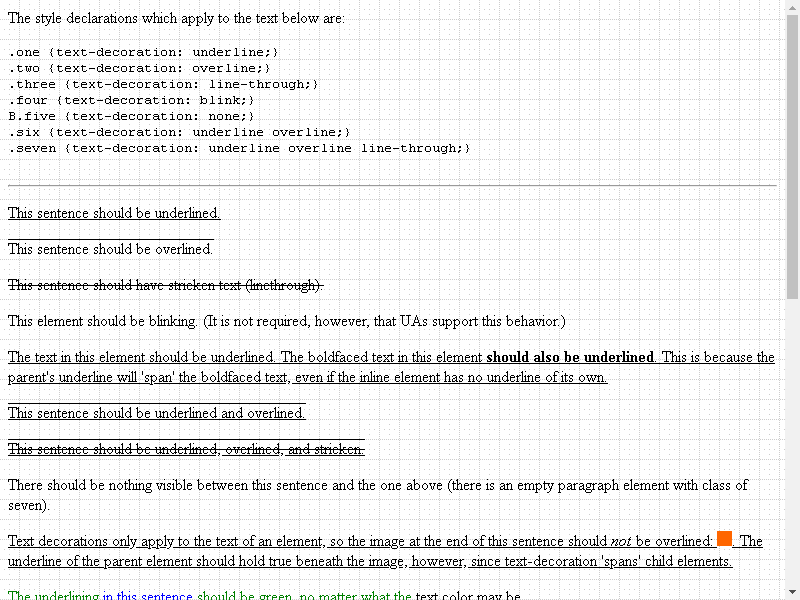 The style declarations which apply to the text below are:
.one {text-decoration: underline;}
.two {text-decoration: overline;}
.three {text-decoration: line-through;}
.four {text-decoration: blink;}
B.five {text-decoration: none;}
.six {text-decoration: underline overline;}
.seven {text-decoration: underline overline line-through;}
This sentence should be underlined.
This sentence should be overlined.
This sentence should have stricken text (linethrough).
This element should be blinking. (It is not required, however, that UAs support this behavior.)
The text in this element should be underlined. The boldfaced text in this element should also be underlined. This is because the
parent's underline will 'span' the boldfaced text, even if the inline element has no underline of its own.
This sentence should be underlined and overlined.
This sentence should be underlined, overlined, and stricken.
There should be nothing visible between this sentence and the one above (there is an empty paragraph element with class of
seven).
Text decorations only apply to the text of an element, so the image at the end of this sentence should not be overlined: . The
underline of the parent element should hold true beneath the image, however, since text-decoration 'spans' child elements.
The underlining in this sentence should be green, no matter what the text color may be.